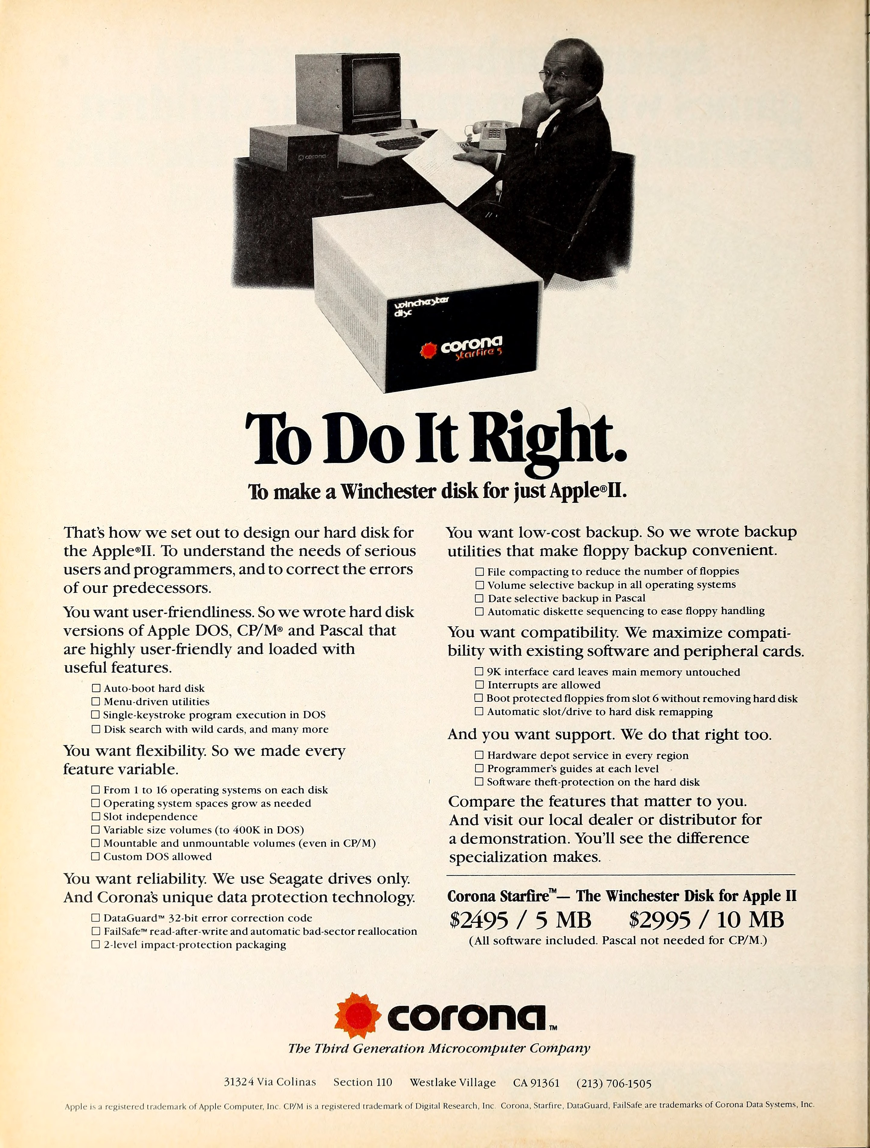 corona
winchester
disc
corona
starfire 5
To Do It Right.
To make a Winchester disk for just Apple®II.
That's how we set out to design our hard disk for
the Apple®II. To understand the needs of serious
users and programmers, and to correct the errors
of our predecessors.
You want user-friendliness. So we wrote hard disk
versions of Apple DOS, CP/M® and Pascal that
are highly user-friendly and loaded with
useful features.
☐ Auto-boot hard disk
☐ Menu-driven utilities
☐ Single-keystroke program execution in DOS
☐ Disk search with wild cards, and many more
You want flexibility. So we made every
feature variable.
☐ From 1 to 16 operating systems on each disk
☐ Operating system spaces grow as needed
☐ Slot independence
☐ Variable size volumes (to 400K in DOS)
☐ Mountable and unmountable volumes (even in CP/M)
☐ Custom DOS allowed
You want reliability. We use Seagate drives only.
And Corona's unique data protection technology.
☐ DataGuard™ 32-bit error correction code
☐ FailSafe™ read-after-write and automatic bad-sector reallocation
☐ 2-level impact-protection packaging
You want low-cost backup. So we wrote backup
utilities that make floppy backup convenient.
☐ File compacting to reduce the number of floppies
☐ Volume selective backup in all operating systems
☐ Date selective backup in Pascal
☐ Automatic diskette sequencing to ease floppy handling
You want compatibility. We maximize compati-
bility with existing software and peripheral cards.
☐ 9K interface card leaves main memory untouched
☐ Interrupts are allowed
☐ Boot protected floppies from slot 6 without removing hard disk
☐ Automatic slot/drive to hard disk remapping
And you want support. We do that right too.
☐ Hardware depot service in every region
☐ Programmer's guides at each level
☐ Software theft-protection on the hard disk
Compare the features that matter to you.
And visit our local dealer or distributor for
a demonstration. You'll see the difference
specialization makes.
Corona Starfire™— The Winchester Disk for Apple II
$2495 / 5 MB $2995 / 10 MB
(All software included. Pascal not needed for CP/M.)
corona™
The Third Generation Microcomputer Company
31324 Via Colinas Section 110 Westlake Village CA 91361 (213) 706-1505
Apple is a registered trademark of Apple Computer, Inc. CP/M is a registered trademark of Digital Research, Inc. Corona, Starfire, DataGuard, FailSafe are trademarks of Corona Data Systems, Inc.